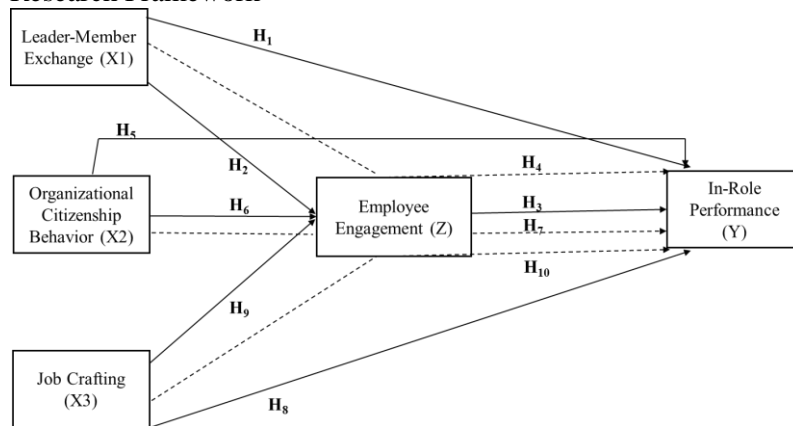 Research Framework
Leader-Member
Exchange (X1)
H1
H5
H2
H4
Organizational
Citizenship
Behavior (X2)
H6
Employee
Engagement (Z)
H3
H7
In-Role
Performance
(Y)
H10
H9
Job Crafting
(X3)
H8